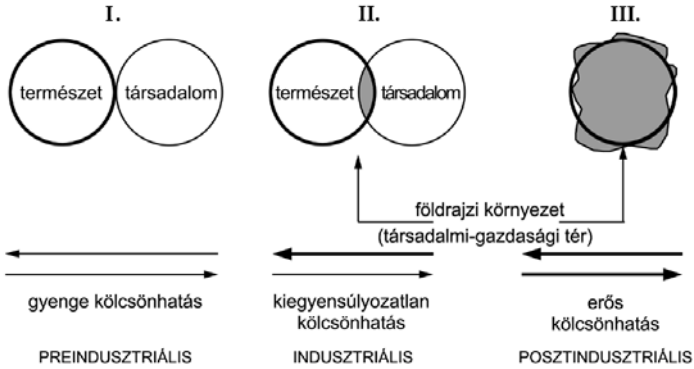 I.
II.
III.
természet
társadalom
természet
társadalom
földrajzi környezet
(társadalmi-gazdasági tér)
gyenge kölcsönhatás
kiegyensúlyozatlan
kölcsönhatás
erős
kölcsönhatás
PREINDUSZTRIÁLIS
INDUSZTRIÁLIS
POSZTINDUSZTRIÁLIS